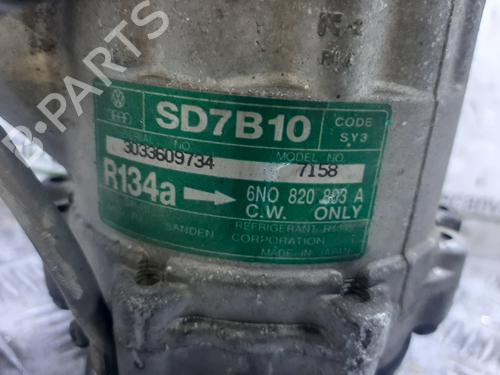 B-PARTS
SD7B10
CODE
SY3
SERIAL NO.
MODEL NO.
3033609734
7158
R134a
6N0 820 803 A
C.W. ONLY
REFRIGERANT
SANDEN CORPORATION
MADE IN JAPAN